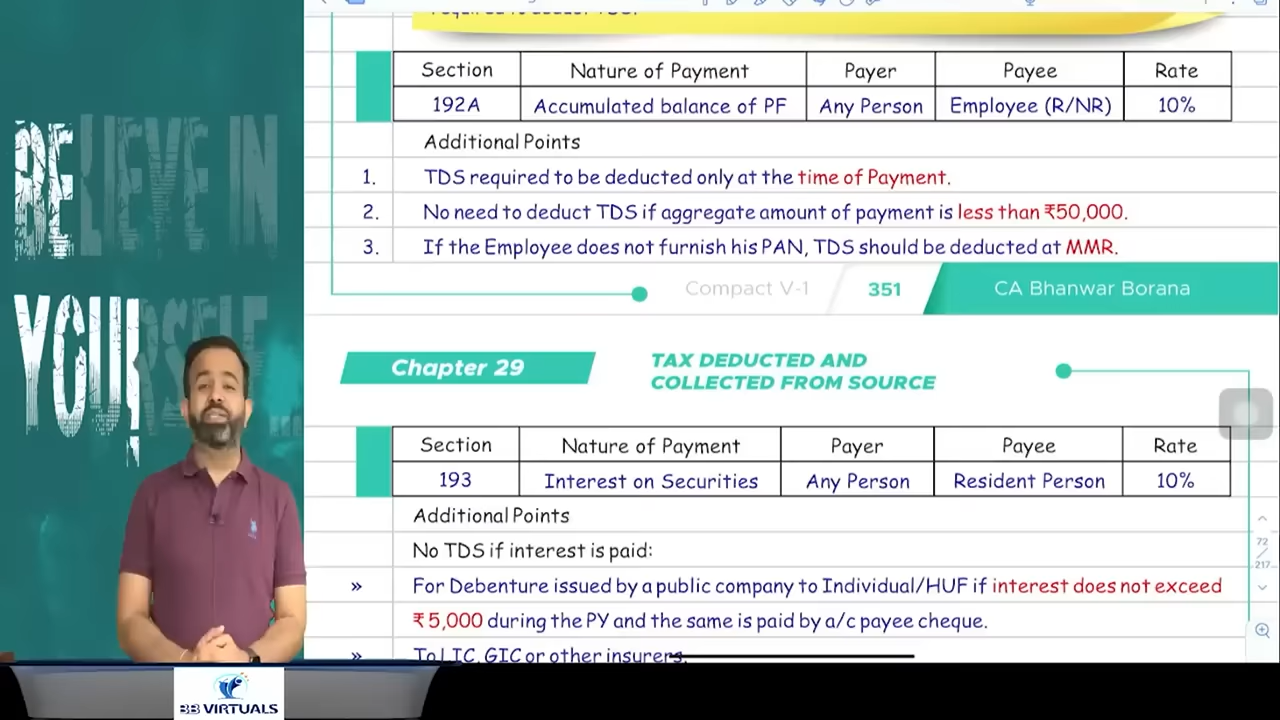 BELIEVE IN
YOURSELF...
Section Nature of Payment Payer Payee Rate
192A Accumulated balance of PF Any Person Employee (R/NR) 10%
Additional Points
1. TDS required to be deducted only at the time of Payment.
2. No need to deduct TDS if aggregate amount of payment is less than ₹50,000.
3. If the Employee does not furnish his PAN, TDS should be deducted at MMR.
Compact V-1 351 CA Bhanwar Borana
Chapter 29 TAX DEDUCTED AND
COLLECTED FROM SOURCE
Section Nature of Payment Payer Payee Rate
193 Interest on Securities Any Person Resident Person 10%
Additional Points
No TDS if interest is paid:
» For Debenture issued by a public company to Individual/HUF if interest does not exceed
₹ 5,000 during the PY and the same is paid by a/c payee cheque.
» To LIC, GIC or other insurers.
72
217
BB VIRTUALS